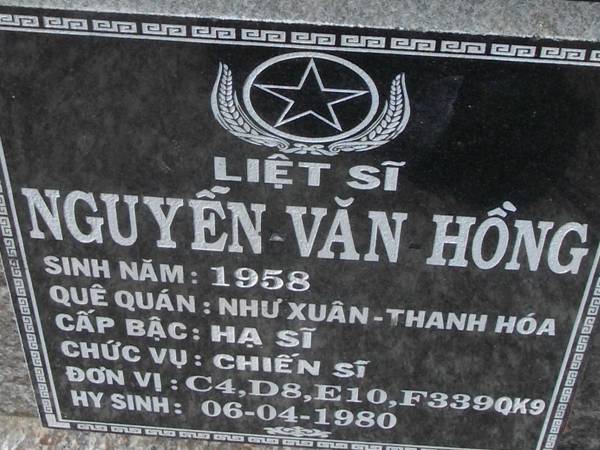 LIỆT SĨ
NGUYỄN VĂN HỒNG
SINH NĂM : 1958
QUÊ QUÁN : NHƯ XUÂN - THANH HÓA
CẤP BẬC : HẠ SĨ
CHỨC VỤ : CHIẾN SĨ
ĐƠN VỊ : C4,D8,E10,F339QK9
HY SINH : 06-04-1980